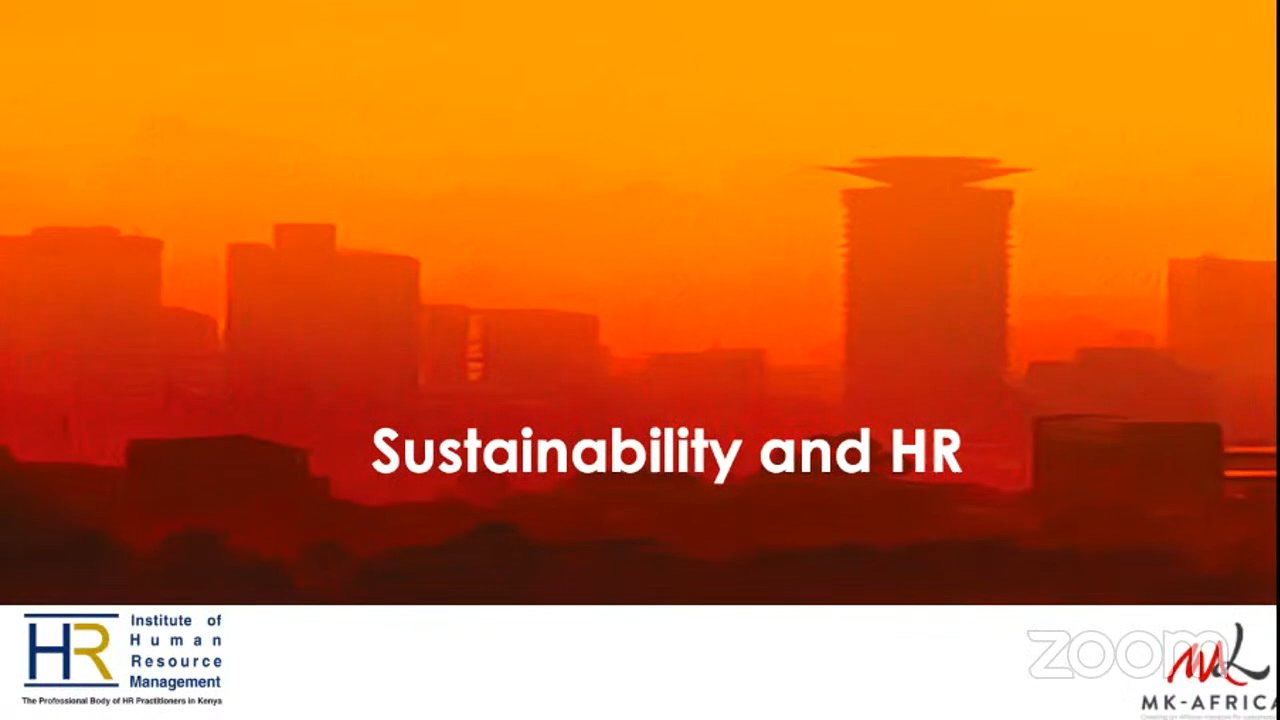 Sustainability and HR
HR
Institute of
Human
Resource
Management
The Professional Body of HR Practitioners in Kenya
zoom
MK-AFRICA